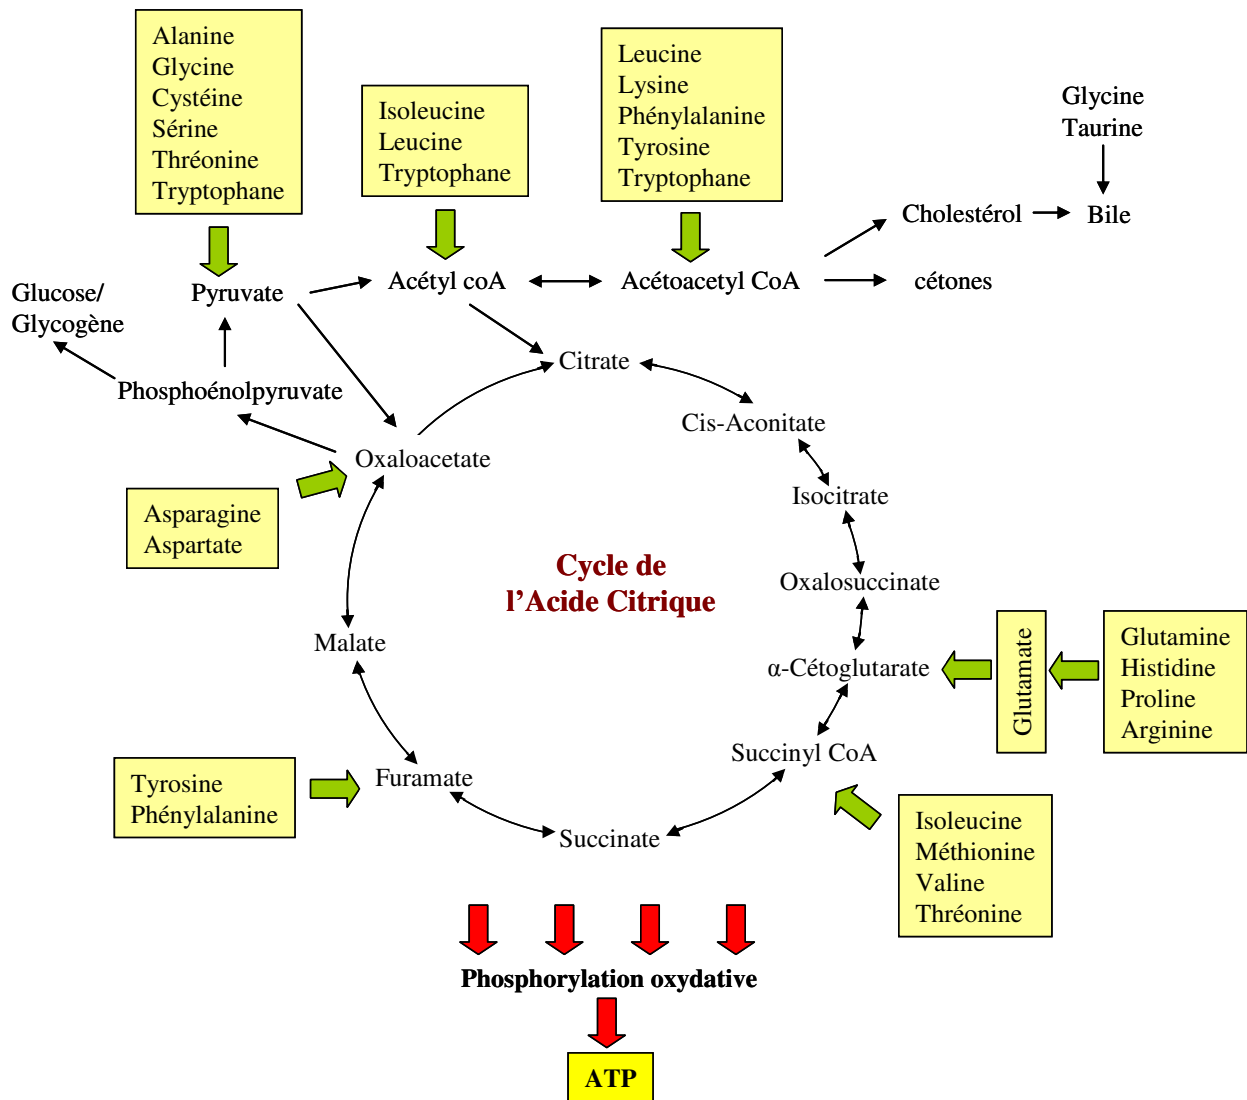 Alanine
Glycine
Cystéine
Sérine
Thréonine
Tryptophane
Isoleucine
Leucine
Tryptophane
Leucine
Lysine
Phénylalanine
Tyrosine
Tryptophane
Glycine
Taurine
Cholestérol
Bile
Glucose/
Glycogène
Pyruvate
Acétyl coA
Acétoacetyl CoA
cétones
Phosphoénolpyruvate
Citrate
Cis-Aconitate
Oxaloacetate
Isocitrate
Asparagine
Aspartate
Cycle de
l'Acide Citrique
Oxalosuccinate
Malate
α-Cétoglutarate
Glutamate
Glutamine
Histidine
Proline
Arginine
Succinyl CoA
Tyrosine
Phénylalanine
Furamate
Succinate
Isoleucine
Méthionine
Valine
Thréonine
Phosphorylation oxydative
ATP